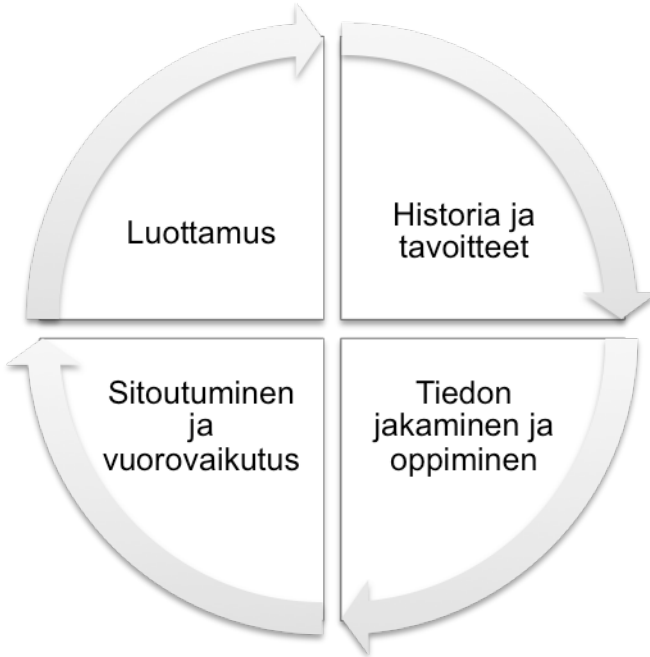 Luottamus
Historia ja
tavoitteet
Sitoutuminen
ja
vuorovaikutus
Tiedon
jakaminen ja
oppiminen